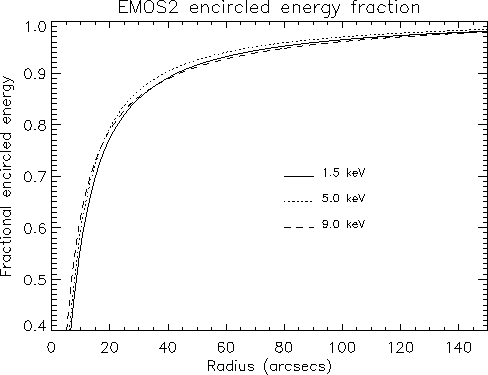 EMOS2 encircled energy fraction
Fractional encircled energy
1.0
0.9
0.8
0.7
0.6
0.5
0.4
1.5 keV
5.0 keV
9.0 keV
0 20 40 60 80 100 120 140
Radius (arcsecs)